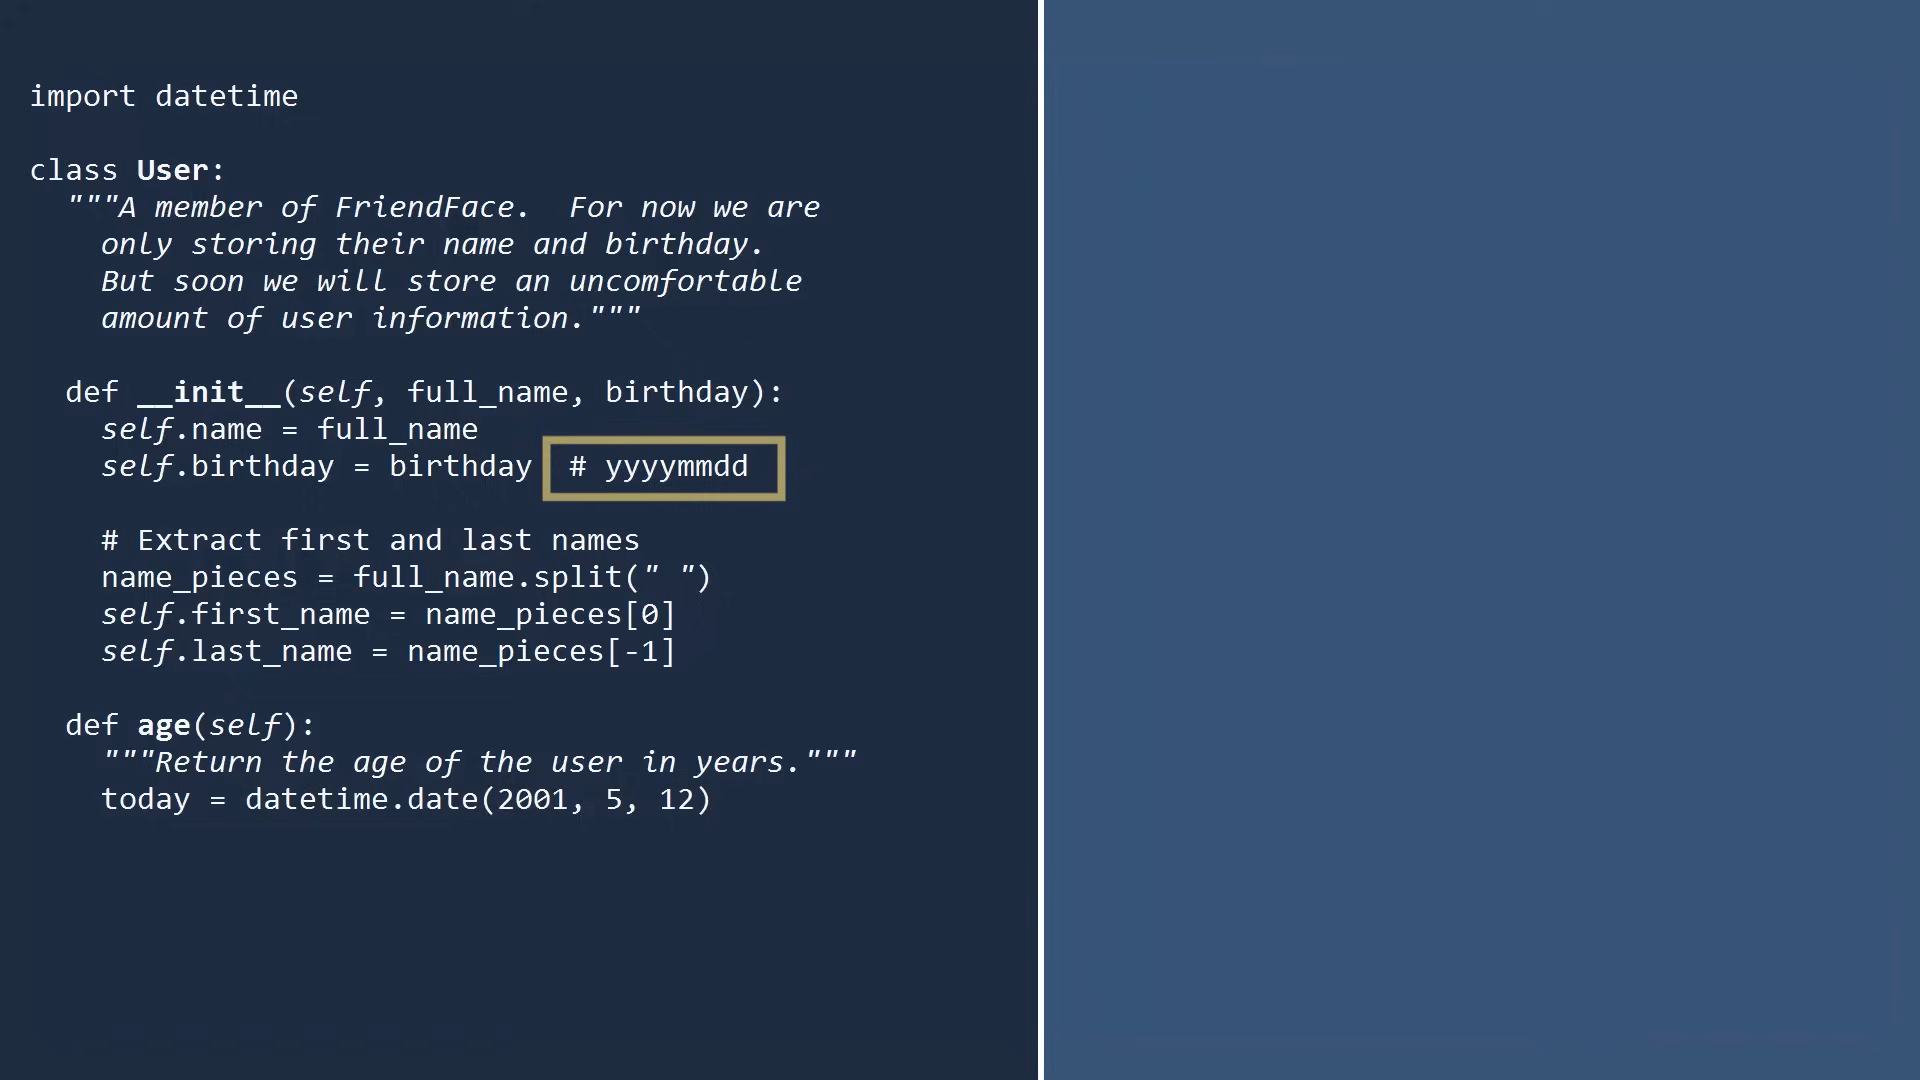 import datetime
class User:
"""A member of FriendFace.  For now we are
only storing their name and birthday.
But soon we will store an uncomfortable
amount of user information."""
def __init__(self, full_name, birthday):
self.name = full_name
self.birthday = birthday  # yyyymmdd
# Extract first and last names
name_pieces = full_name.split(" ")
self.first_name = name_pieces[0]
self.last_name = name_pieces[-1]
def age(self):
"""Return the age of the user in years."""
today = datetime.date(2001, 5, 12)